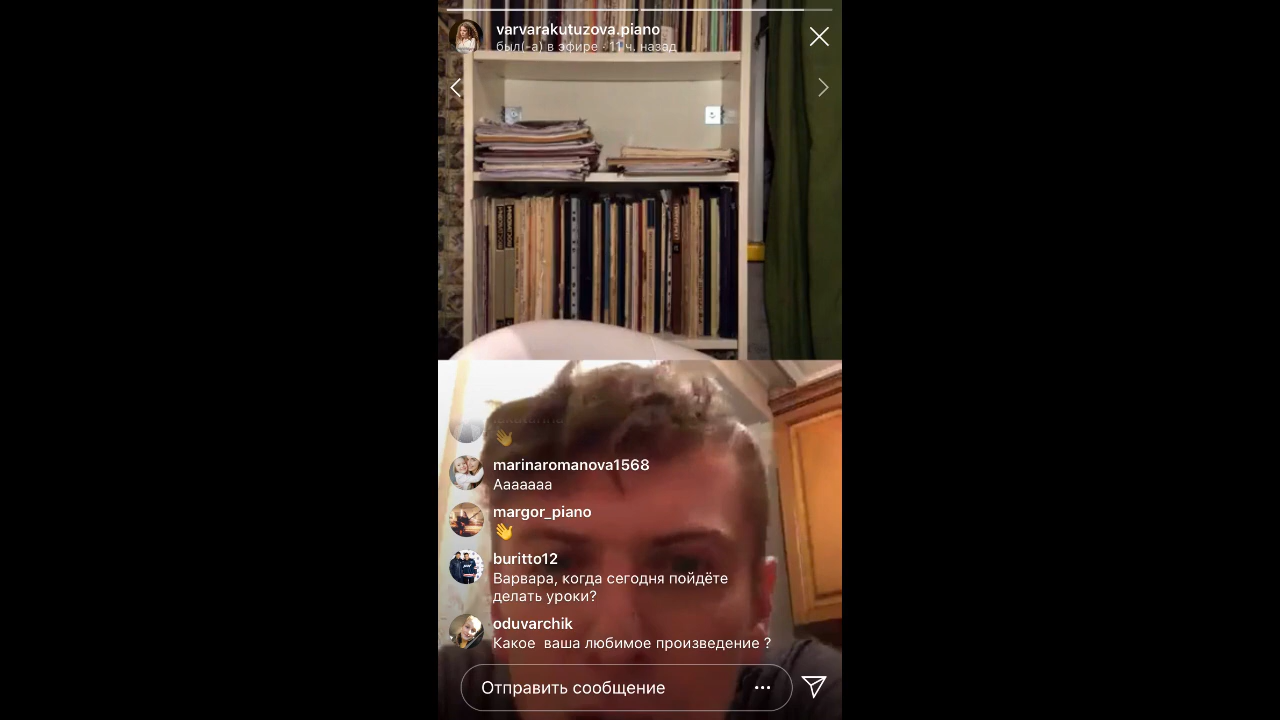 varvarakutuzova.piano
был(-а) в эфире · 11 ч. назад
👋
marinaromanova1568
Ааааааа
margor_piano
👋
buritto12
Варвара, когда сегодня пойдёте
делать уроки?
oduvarchik
Какое ваша любимое произведение ?
Отправить сообщение